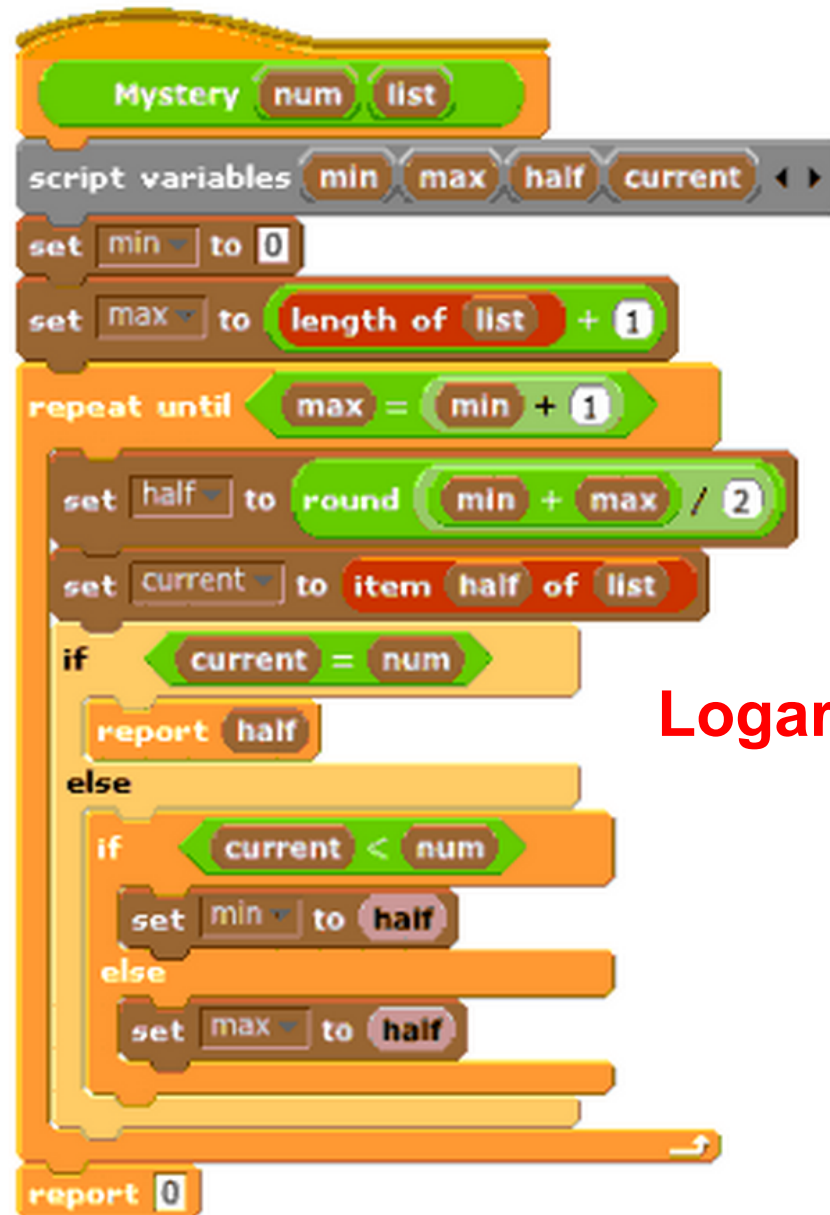 Mystery num list
script variables min max half current
set min to 0
set max to length of list + 1
repeat until max = min + 1
set half to round min + max / 2
set current to item half of list
if current = num
Logar
report half
else
if current < num
set min to half
else
set max to half
report 0